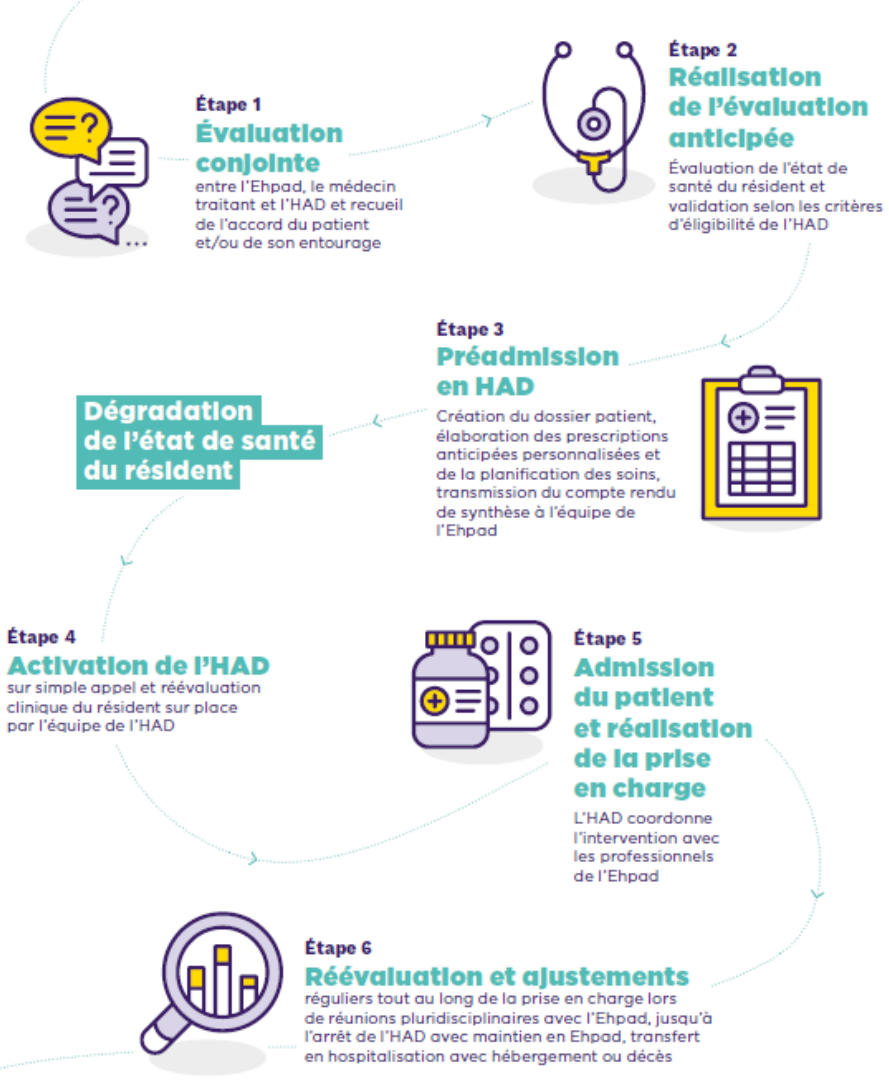 Étape 1
Évaluation
conjointe
entre l'Ehpad, le médecin
traitant et l'HAD et recueil
de l'accord du patient
et/ou de son entourage
Étape 2
Réalisation
de l'évaluation
anticipée
Évaluation de l'état de
santé du résident et
validation selon les critères
d'éligibilité de l'HAD
Étape 3
Préadmission
en HAD
Création du dossier patient,
élaboration des prescriptions
anticipées personnalisées et
de la planification des soins,
transmission du compte rendu
de synthèse à l'équipe de
l'Ehpad
Dégradation
de l'état de santé
du résident
Étape 4
Activation de l'HAD
sur simple appel et réévaluation
clinique du résident sur place
par l'équipe de l'HAD
Étape 5
Admission
du patient
et réalisation
de la prise
en charge
L'HAD coordonne
l'intervention avec
les professionnels
de l'Ehpad
Étape 6
Réévaluation et ajustements
réguliers tout au long de la prise en charge lors
de réunions pluridisciplinaires avec l'Ehpad, jusqu'à
l'arrêt de l'HAD avec maintien en Ehpad, transfert
en hospitalisation avec hébergement ou décès